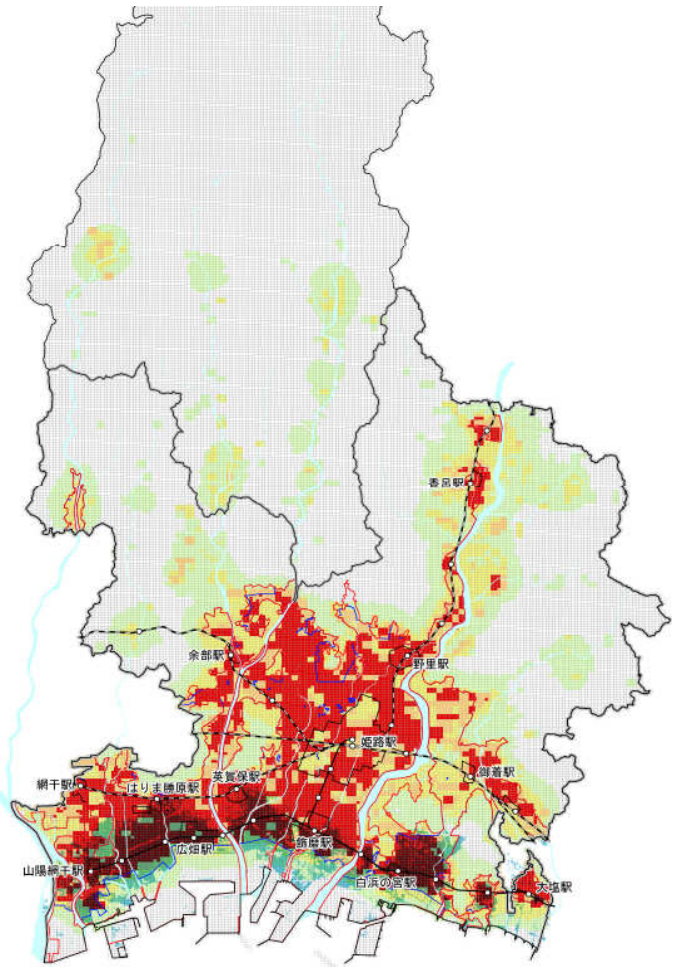 香呂駅
余部駅
野里駅
姫路駅
御着駅
網干駅
はりま勝原駅
英賀保駅
広畑駅
飾磨駅
山陽網干駅
白浜の宮駅
大塩駅